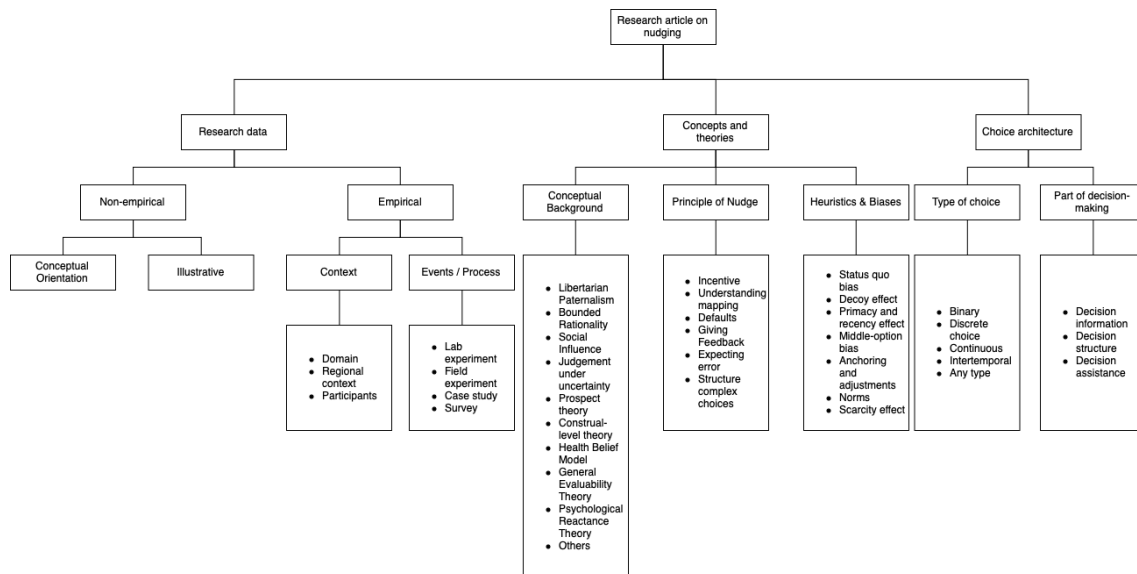 Research article on
nudging
Research data
Concepts and
theories
Choice architecture
Non-empirical
Empirical
Conceptual
Background
Principle of Nudge
Heuristics & Biases
Type of choice
Part of decision-
making
Conceptual
Orientation
Illustrative
Context
Events / Process
• Domain
• Regional
context
• Participants
• Lab
experiment
• Field
experiment
• Case study
• Survey
• Libertarian
Paternalism
• Bounded
Rationality
• Social
Influence
• Judgement
under
uncertainty
• Prospect
theory
• Construal-
level theory
• Health Belief
Model
• General
Evaluability
Theory
• Psychological
Reactance
Theory
• Others
• Incentive
• Understanding
mapping
• Defaults
• Giving
Feedback
• Expecting
error
• Structure
complex
choices
• Status quo
bias
• Decoy effect
• Primacy and
recency effect
• Middle-option
bias
• Anchoring
and
adjustments
• Norms
• Scarcity effect
• Binary
• Discrete
choice
• Continuous
• Intertemporal
• Any type
• Decision
information
• Decision
structure
• Decision
assistance